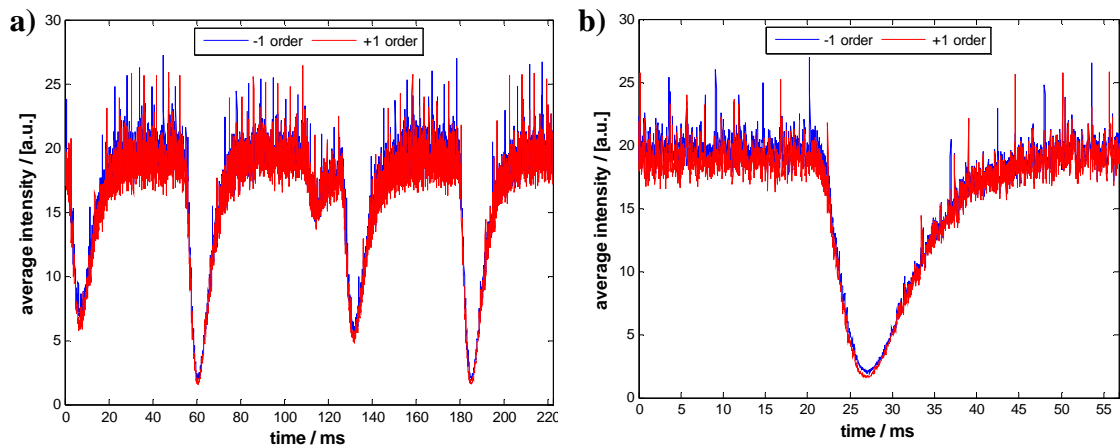 a)
-1 order +1 order
30
25
20
15
10
5
0
average intensity / [a.u.]
0 20 40 60 80 100 120 140 160 180 200 220
time / ms
b)
-1 order +1 order
30
25
20
15
10
5
0
average intensity / [a.u.]
0 5 10 15 20 25 30 35 40 45 50 55
time / ms